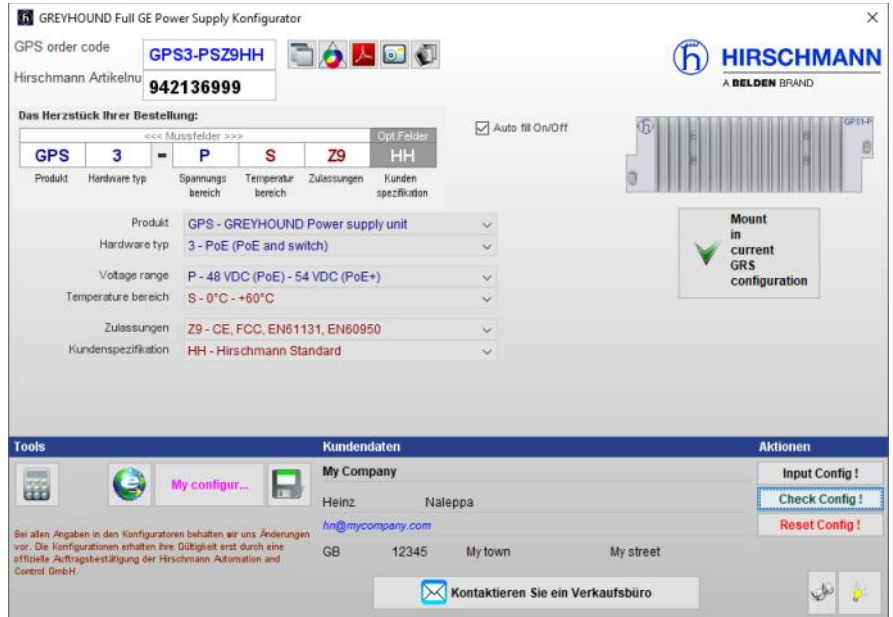 GREYHOUND Full GE Power Supply Konfigurator
GPS order code
GPS3-PSZ9HH
Hirschmann Artikelnu
942136999
HIRSCHMANN
A BELDEN BRAND
Das Herzstück Ihrer Bestellung:
<<< Mussfelder >>>
Opt Felder
GPS 3 - P S Z9 HH
Produkt Hardware typ Spannungs bereich Temperatur bereich Zulassungen Kunden spezifikation
Auto fill On/Off
GPS1-P
Produkt GPS - GREYHOUND Power supply unit
Hardware typ 3 - PoE (PoE and switch)
Voltage range P - 48 VDC (PoE) - 54 VDC (PoE+)
Temperature bereich S - 0°C - +60°C
Zulassungen Z9 - CE, FCC, EN61131, EN60950
Kundenspezifikation HH - Hirschmann Standard
Mount
in
current
GRS
configuration
Tools
Kundendaten
Aktionen
My configur...
Bei allen Angaben in den Konfiguratoren behalten wir uns Änderungen
vor. Die Konfigurationen erhalten ihre Gültigkeit erst durch eine
offizielle Auftragsbestätigung der Hirschmann Automation and
Control GmbH.
My Company
Heinz Naleppa
hn@mycompany.com
GB 12345 My town My street
Kontaktieren Sie ein Verkaufsbüro
Input Config !
Check Config !
Reset Config !